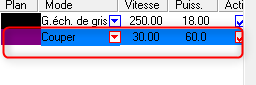 Plan Mode Vitesse Puiss. Acti
G.éch. de gris 250.00 18.00
Couper 30.00 60.0